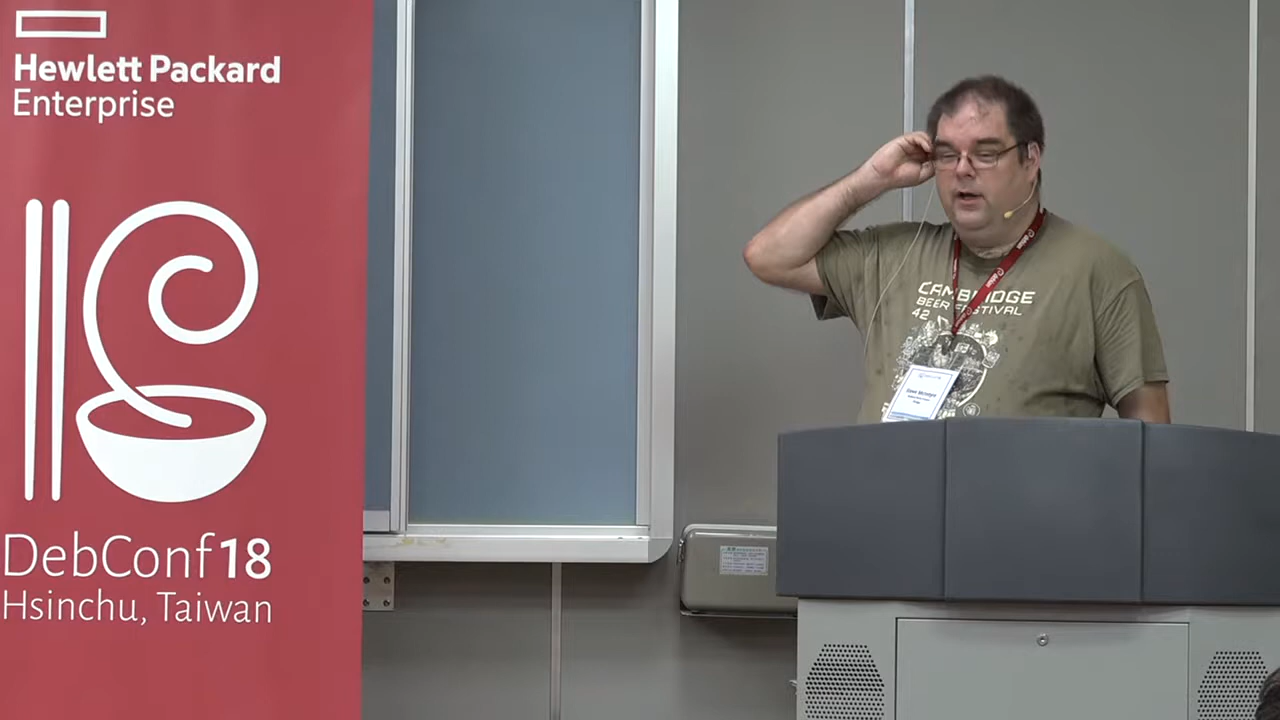 Hewlett Packard
Enterprise
DebConf18
Hsinchu, Taiwan
CAMBRIDGE
BEER FESTIVAL
42